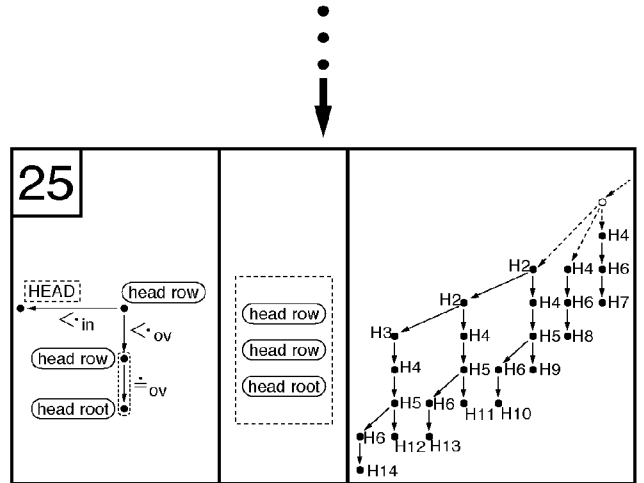 25
HEAD
head row
<·in
<·ov
head row
≐ov
head root
head row
head row
head root
H4
H2 H4 H6
H2 H4 H6 H7
H3 H4 H5 H8
H4 H5 H6 H9
H5 H6 H11 H10
H6 H12 H13
H14